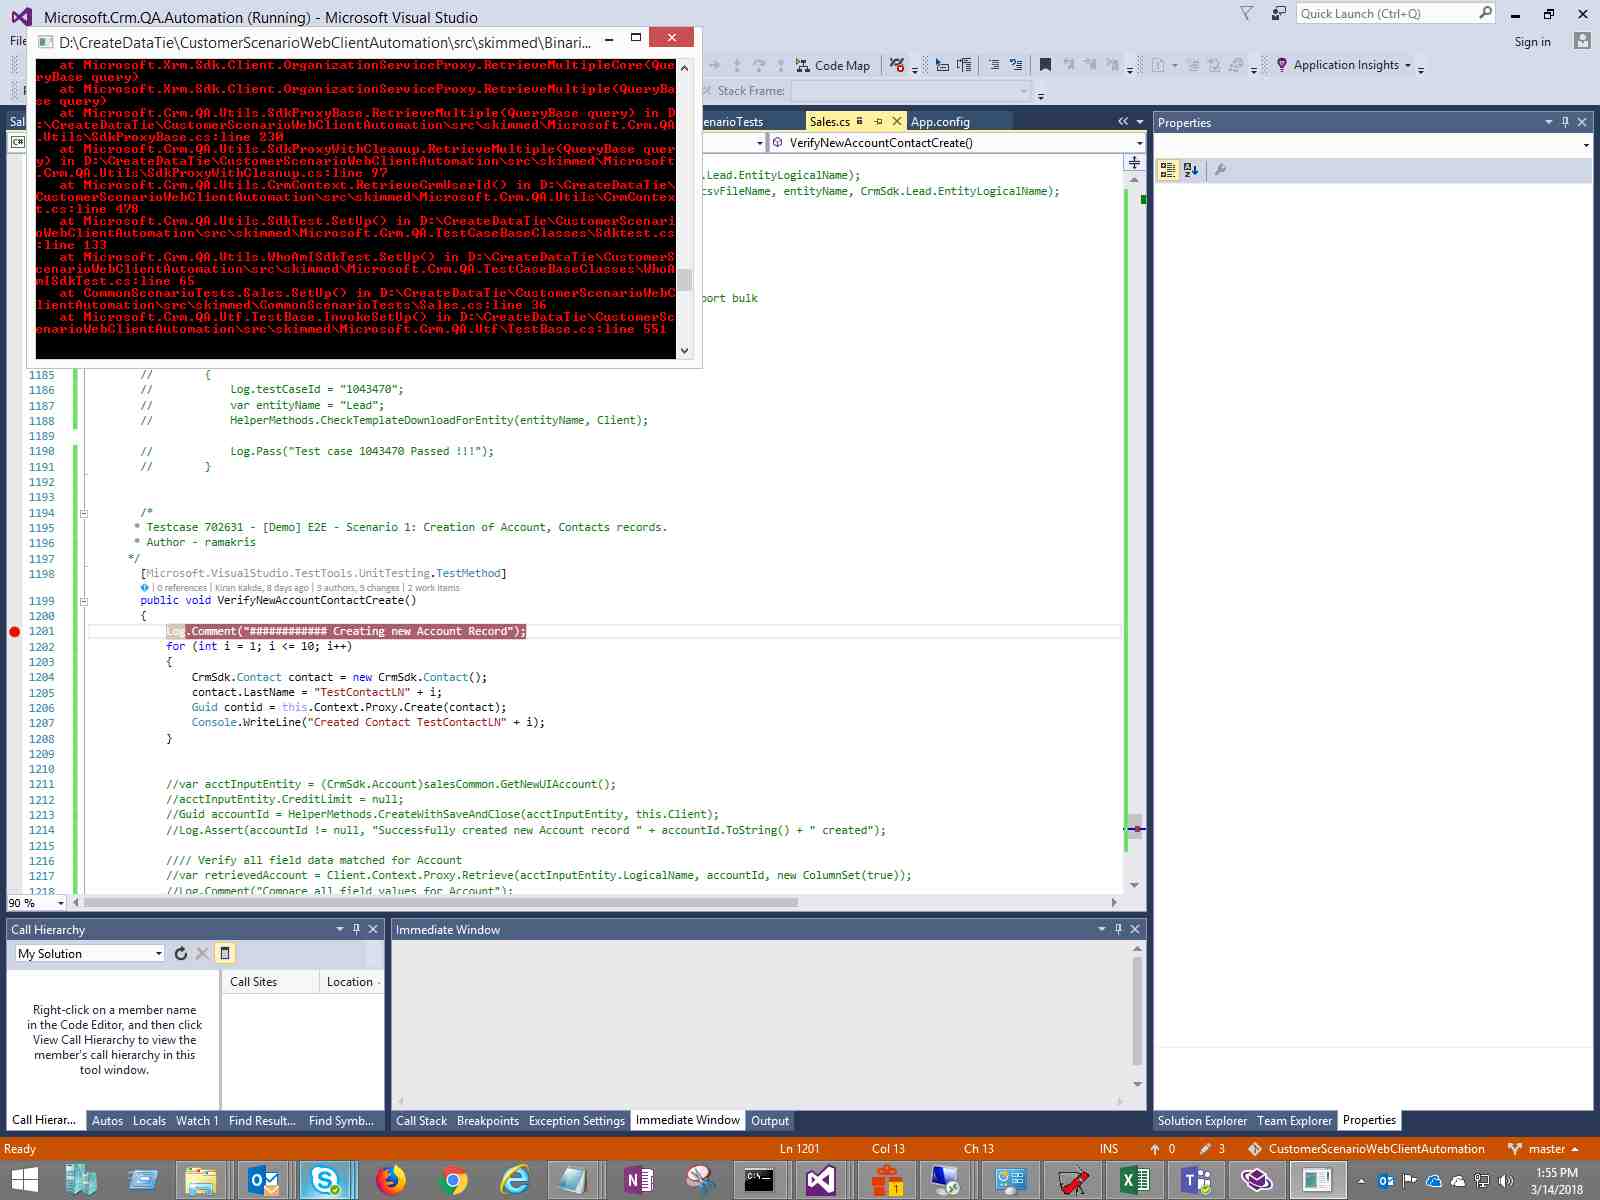 Microsoft.Crm.QA.Automation (Running) - Microsoft Visual Studio
Quick Launch (Ctrl+Q)
Sign in
D:\CreateDataTie\CustomerScenarioWebClientAutomation\src\skimmed\Binari...
Code Map
Application Insights
Stack Frame:
at Microsoft.Xrm.Sdk.Client.OrganizationServiceProxy.RetrieveMultipleCore(Que
ryBase query)
at Microsoft.Xrm.Sdk.Client.OrganizationServiceProxy.RetrieveMultiple(QueryBa
se query)
at Microsoft.Crm.QA.Utils.SdkProxyBase.RetrieveMultiple(QueryBase query) in D
:\CreateDataTie\CustomerScenarioWebClientAutomation\src\skimmed\Microsoft.Crm.QA
.Utils\SdkProxyBase.cs:line 230
at Microsoft.Crm.QA.Utils.SdkProxyWithCleanup.RetrieveMultiple(QueryBase quer
y) in D:\CreateDataTie\CustomerScenarioWebClientAutomation\src\skimmed\Microsoft
.Crm.QA.Utils\SdkProxyWithCleanup.cs:line 97
at Microsoft.Crm.QA.Utils.CrmContext.RetrieveCrmUserId() in D:\CreateDataTie\
CustomerScenarioWebClientAutomation\src\skimmed\Microsoft.Crm.QA.Utils\CrmContex
t.cs:line 478
at Microsoft.Crm.QA.Utils.SdkTest.SetUp() in D:\CreateDataTie\CustomerScenari
oWebClientAutomation\src\skimmed\Microsoft.Crm.QA.TestCaseBaseClasses\Sdktest.cs
:line 133
at Microsoft.Crm.QA.Utils.WhoAmISdkTest.SetUp() in D:\CreateDataTie\CustomerS
cenarioWebClientAutomation\src\skimmed\Microsoft.Crm.QA.TestCaseBaseClasses\WhoA
mISdkTest.cs:line 65
at CommonScenarioTests.Sales.SetUp() in D:\CreateDataTie\CustomerScenarioWebC
lientAutomation\src\skimmed\CommonScenarioTests\Sales.cs:line 36
at Microsoft.Crm.QA.Utf.TestBase.InvokeSetUp() in D:\CreateDataTie\CustomerSc
enarioWebClientAutomation\src\skimmed\Microsoft.Crm.QA.Utf\TestBase.cs:line 551
enarioTests
Sales.cs
App.config
VerifyNewAccountContactCreate()
.Lead.EntityLogicalName);
csvFileName, entityName, CrmSdk.Lead.EntityLogicalName);
port bulk
1185 // {
1186 // Log.testCaseId = "1043470";
1187 // var entityName = "Lead";
1188 // HelperMethods.CheckTemplateDownloadForEntity(entityName, Client);
1189
1190 // Log.Pass("Test case 1043470 Passed !!!");
1191 // }
1192
1193
1194 /*
1195 * Testcase 702631 - [Demo] E2E - Scenario 1: Creation of Account, Contacts records.
1196 * Author - ramakris
1197 */
1198 [Microsoft.VisualStudio.TestTools.UnitTesting.TestMethod]
0 references | Kiran Kakde, 8 days ago | 3 authors, 9 changes | 2 work items
1199 public void VerifyNewAccountContactCreate()
1200 {
1201 Log.Comment("############ Creating new Account Record");
1202 for (int i = 1; i <= 10; i++)
1203 {
1204 CrmSdk.Contact contact = new CrmSdk.Contact();
1205 contact.LastName = "TestContactLN" + i;
1206 Guid contid = this.Context.Proxy.Create(contact);
1207 Console.WriteLine("Created Contact TestContactLN" + i);
1208 }
1209
1210
1211 //var acctInputEntity = (CrmSdk.Account)salesCommon.GetNewUIAccount();
1212 //acctInputEntity.CreditLimit = null;
1213 //Guid accountId = HelperMethods.CreateWithSaveAndClose(acctInputEntity, this.Client);
1214 //Log.Assert(accountId != null, "Successfully created new Account record " + accountId.ToString() + " created");
1215
1216 //// Verify all field data matched for Account
1217 //var retrievedAccount = Client.Context.Proxy.Retrieve(acctInputEntity.LogicalName, accountId, new ColumnSet(true));
1218 //Log.Comment("Compare all field values for Account");
90 %
Properties
Call Hierarchy
My Solution
Call Sites
Location
Right-click on a member name
in the Code Editor, and then click
View Call Hierarchy to view the
member's call hierarchy in this
tool window.
Immediate Window
Call Hierar... Autos Locals Watch 1 Find Result... Find Symb...
Call Stack Breakpoints Exception Settings Immediate Window Output
Solution Explorer Team Explorer Properties
Ready
Ln 1201
Col 13
Ch 13
INS
0
3
CustomerScenarioWebClientAutomation
master
1:55 PM
3/14/2018